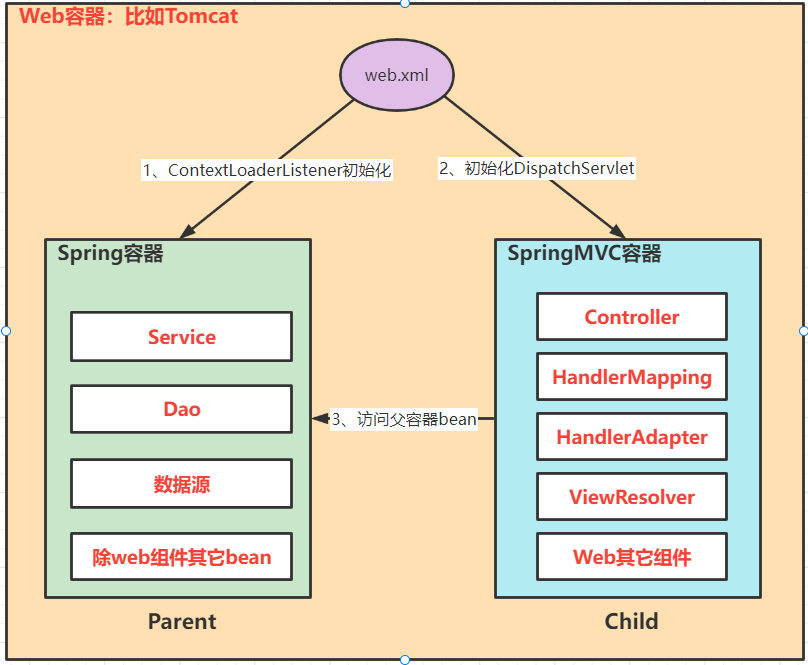 Web容器：比如Tomcat
web.xml
1、ContextLoaderListener初始化
2、初始化DispatchServlet
Spring容器
Service
Dao
数据源
除web组件其它bean
Parent
3、访问父容器bean
SpringMVC容器
Controller
HandlerMapping
HandlerAdapter
ViewResolver
Web其它组件
Child